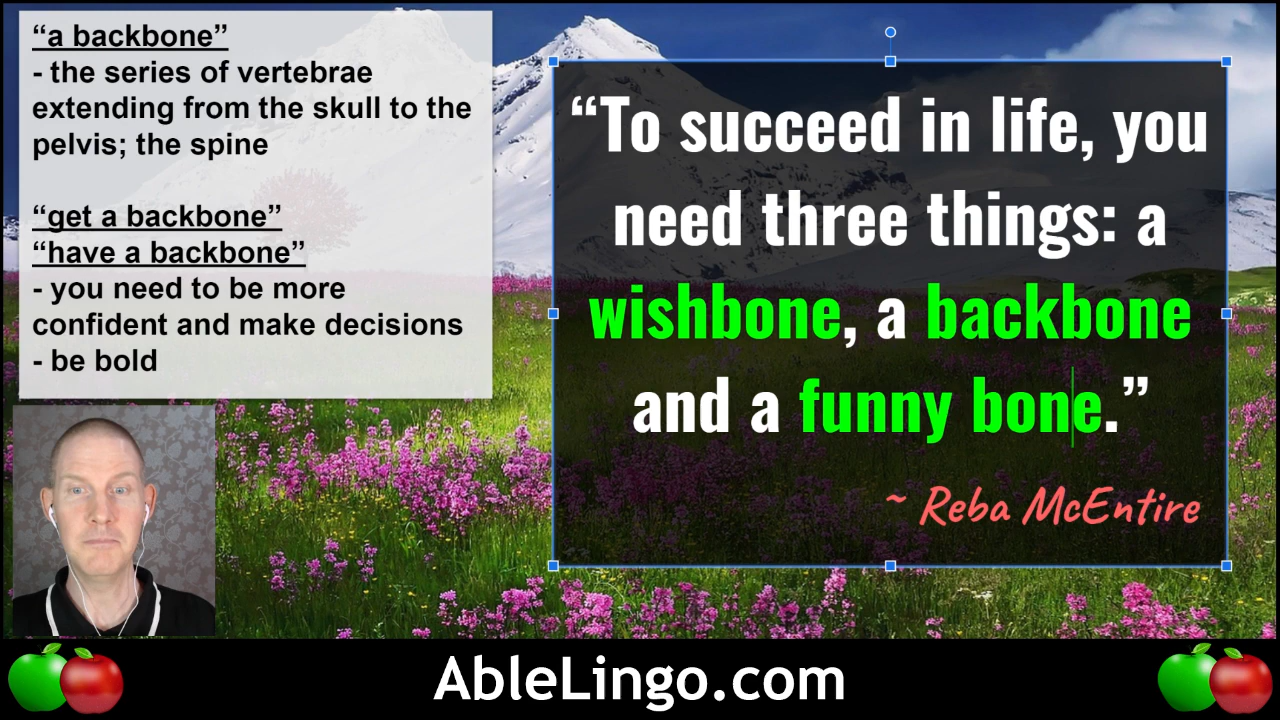 “a backbone”
- the series of vertebrae
extending from the skull to the
pelvis; the spine
“get a backbone”
“have a backbone”
- you need to be more
confident and make decisions
- be bold
“To succeed in life, you
need three things: a
wishbone, a backbone
and a funny bone.”
~ Reba McEntire
AbleLingo.com